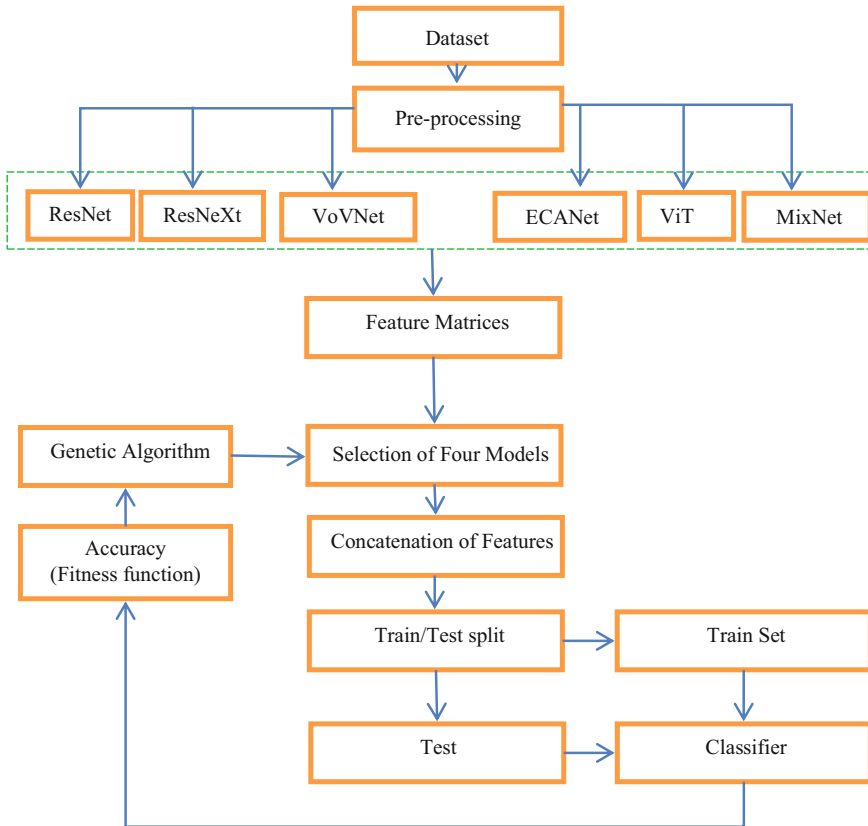 Dataset
Pre-processing
ResNet
ResNeXt
VoVNet
ECANet
ViT
MixNet
Feature Matrices
Genetic Algorithm
Selection of Four Models
Accuracy
(Fitness function)
Concatenation of Features
Train/Test split
Train Set
Test
Classifier